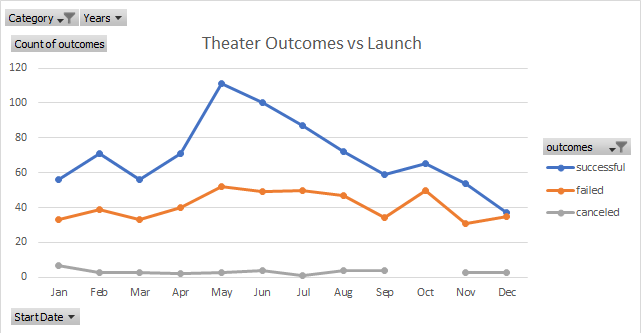 Category Years
Count of outcomes
Theater Outcomes vs Launch
120
100
80
60
40
20
0
Jan Feb Mar Apr May Jun Jul Aug Sep Oct Nov Dec
outcomes
successful
failed
canceled
StartDate